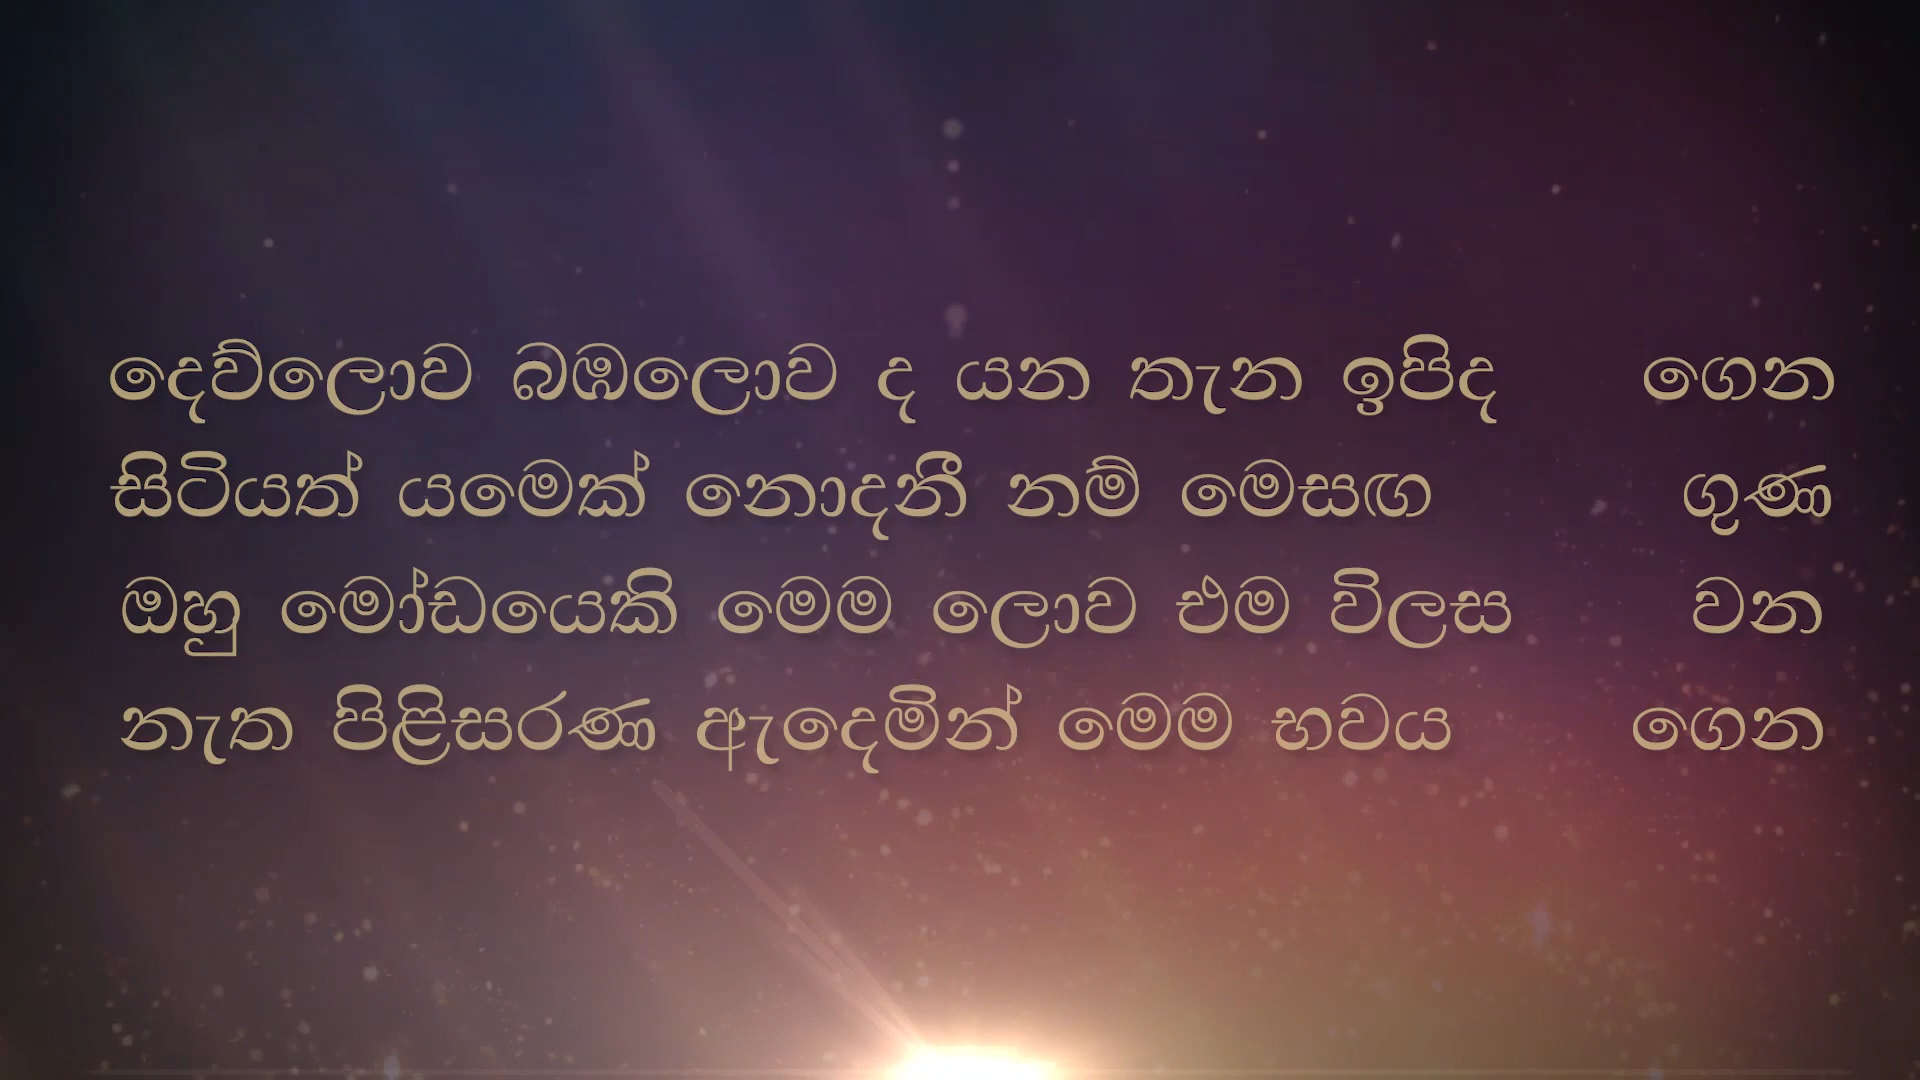 දෙව්ලොව බඹලොව ද යන තැන ඉපිද ගෙන
සිටියත් යමෙක් නොදනී නම් මෙසඟ ගුණ
ඔහු මෝඩයෙකි මෙම ලොව එම විලස වන
නැත පිළිසරණ ඇදෙමින් මෙම භවය ගෙන